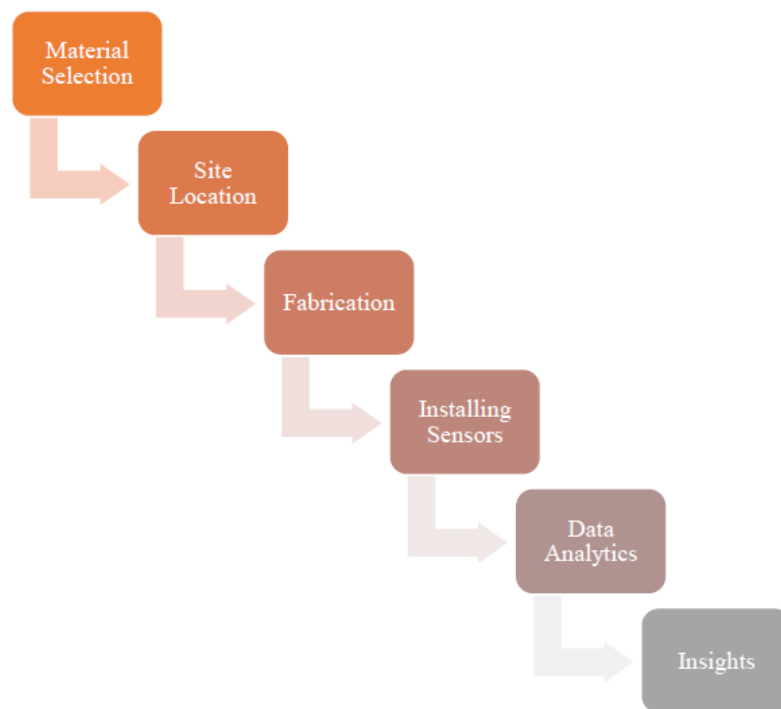 Material
Selection
Site
Location
Fabrication
Installing
Sensors
Data
Analytics
Insights